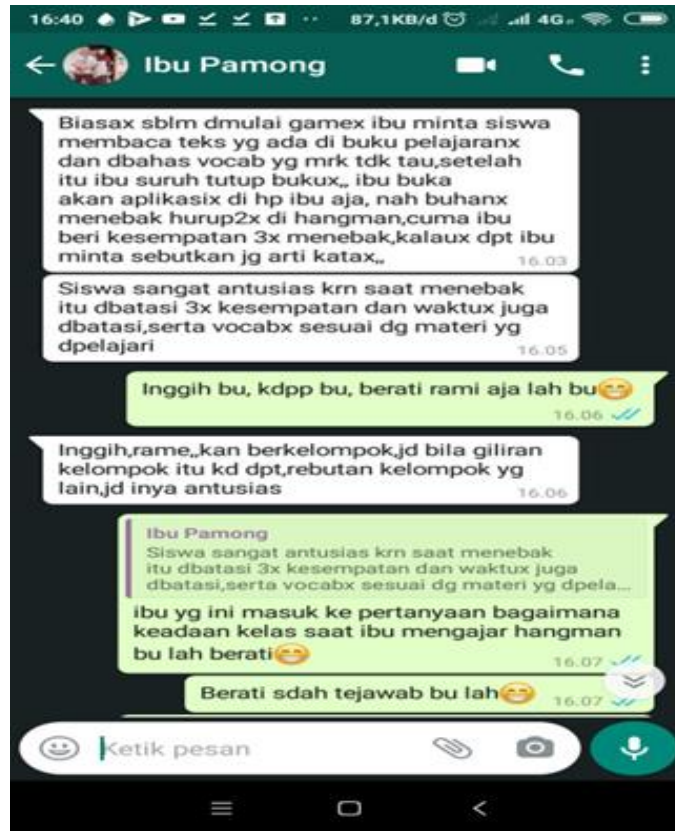 16:40 87,1KB/d 4G
Ibu Pamong
Biasax sblm dmulai gamex ibu minta siswa
membaca teks yg ada di buku pelajaranx
dan dbahas vocab yg mrk tdk tau,setelah
itu ibu suruh tutup bukux,, ibu buka
akan aplikasix di hp ibu aja, nah buhanx
menebak hurup2x di hangman,cuma ibu
beri kesempatan 3x menebak,kalaux dpt ibu
minta sebutkan jg arti katax,,
16.03
Siswa sangat antusias krn saat menebak
itu dbatasi 3x kesempatan dan waktux juga
dbatasi,serta vocabx sesuai dg materi yg
dpelajari
16.05
Inggih bu, kdpp bu, berati rami aja lah bu😁
16.06
Inggih,rame,,kan berkelompok,jd bila giliran
kelompok itu kd dpt,rebutan kelompok yg
lain,jd inya antusias
16.06
Ibu Pamong
Siswa sangat antusias krn saat menebak
itu dbatasi 3x kesempatan dan waktux juga
dbatasi,serta vocabx sesuai dg materi yg dpela...
ibu yg ini masuk ke pertanyaan bagaimana
keadaan kelas saat ibu mengajar hangman
bu lah berati😁
16.07
Berati sdah tejawab bu lah😁
16.07
Ketik pesan